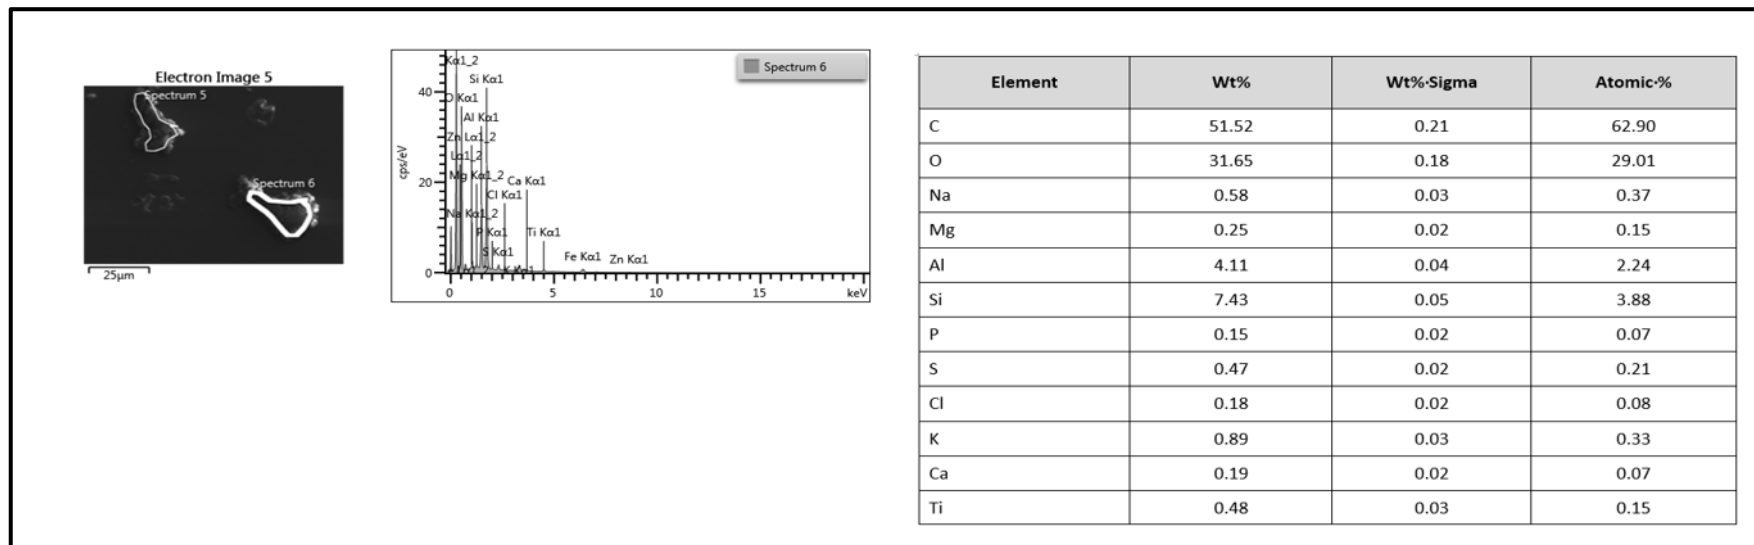 Electron Image 5
Spectrum 5
Spectrum 6
25µm
Spectrum 6
Kα1_2
Si Kα1
O Kα1
Al Kα1
Zn Lα1_2
Lα1_2
Mg Kα1_2
Ca Kα1
Cl Kα1
Na Kα1_2
P Kα1
Ti Kα1
S Kα1
Fe Kα1
Zn Kα1
cps/eV
40
20
0
0 5 10 15 keV
Element Wt% Wt%·Sigma Atomic·%
C 51.52 0.21 62.90
O 31.65 0.18 29.01
Na 0.58 0.03 0.37
Mg 0.25 0.02 0.15
Al 4.11 0.04 2.24
Si 7.43 0.05 3.88
P 0.15 0.02 0.07
S 0.47 0.02 0.21
Cl 0.18 0.02 0.08
K 0.89 0.03 0.33
Ca 0.19 0.02 0.07
Ti 0.48 0.03 0.15